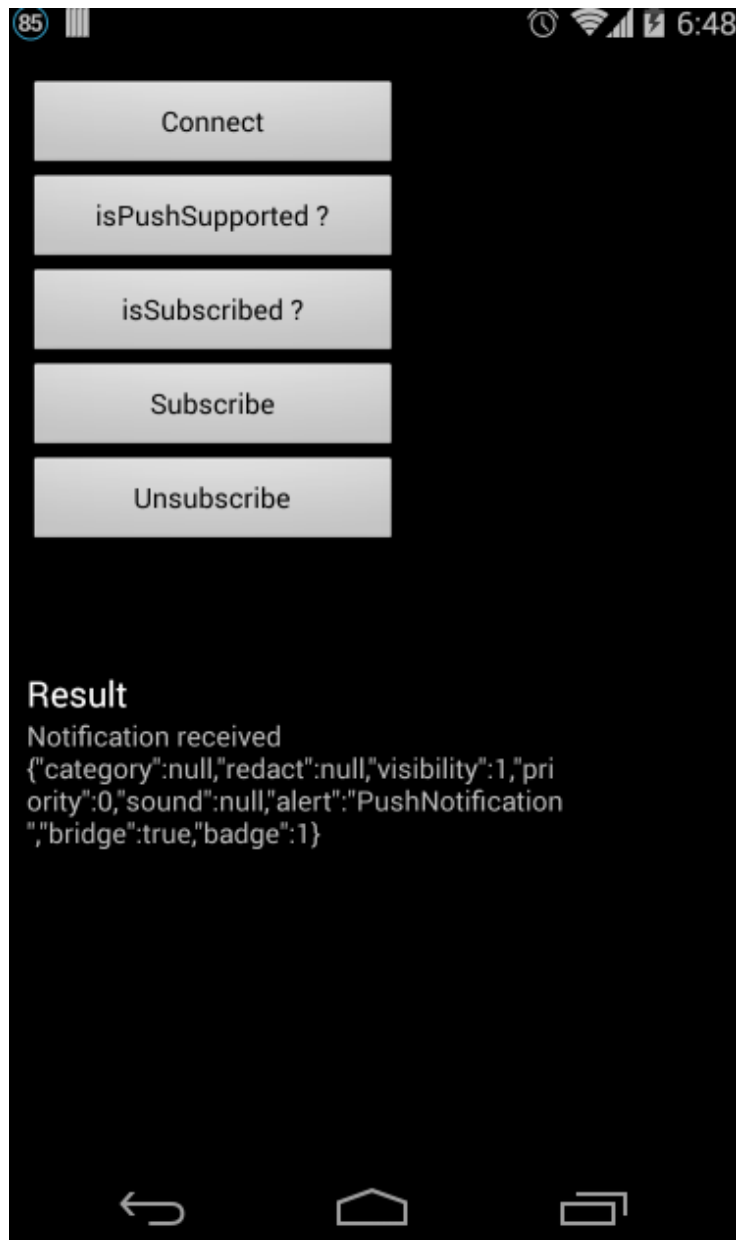 85 6:48
Connect
isPushSupported ?
isSubscribed ?
Subscribe
Unsubscribe
Result
Notification received
{"category":null,"redact":null,"visibility":1,"pri
ority":0,"sound":null,"alert":"PushNotification
","bridge":true,"badge":1}